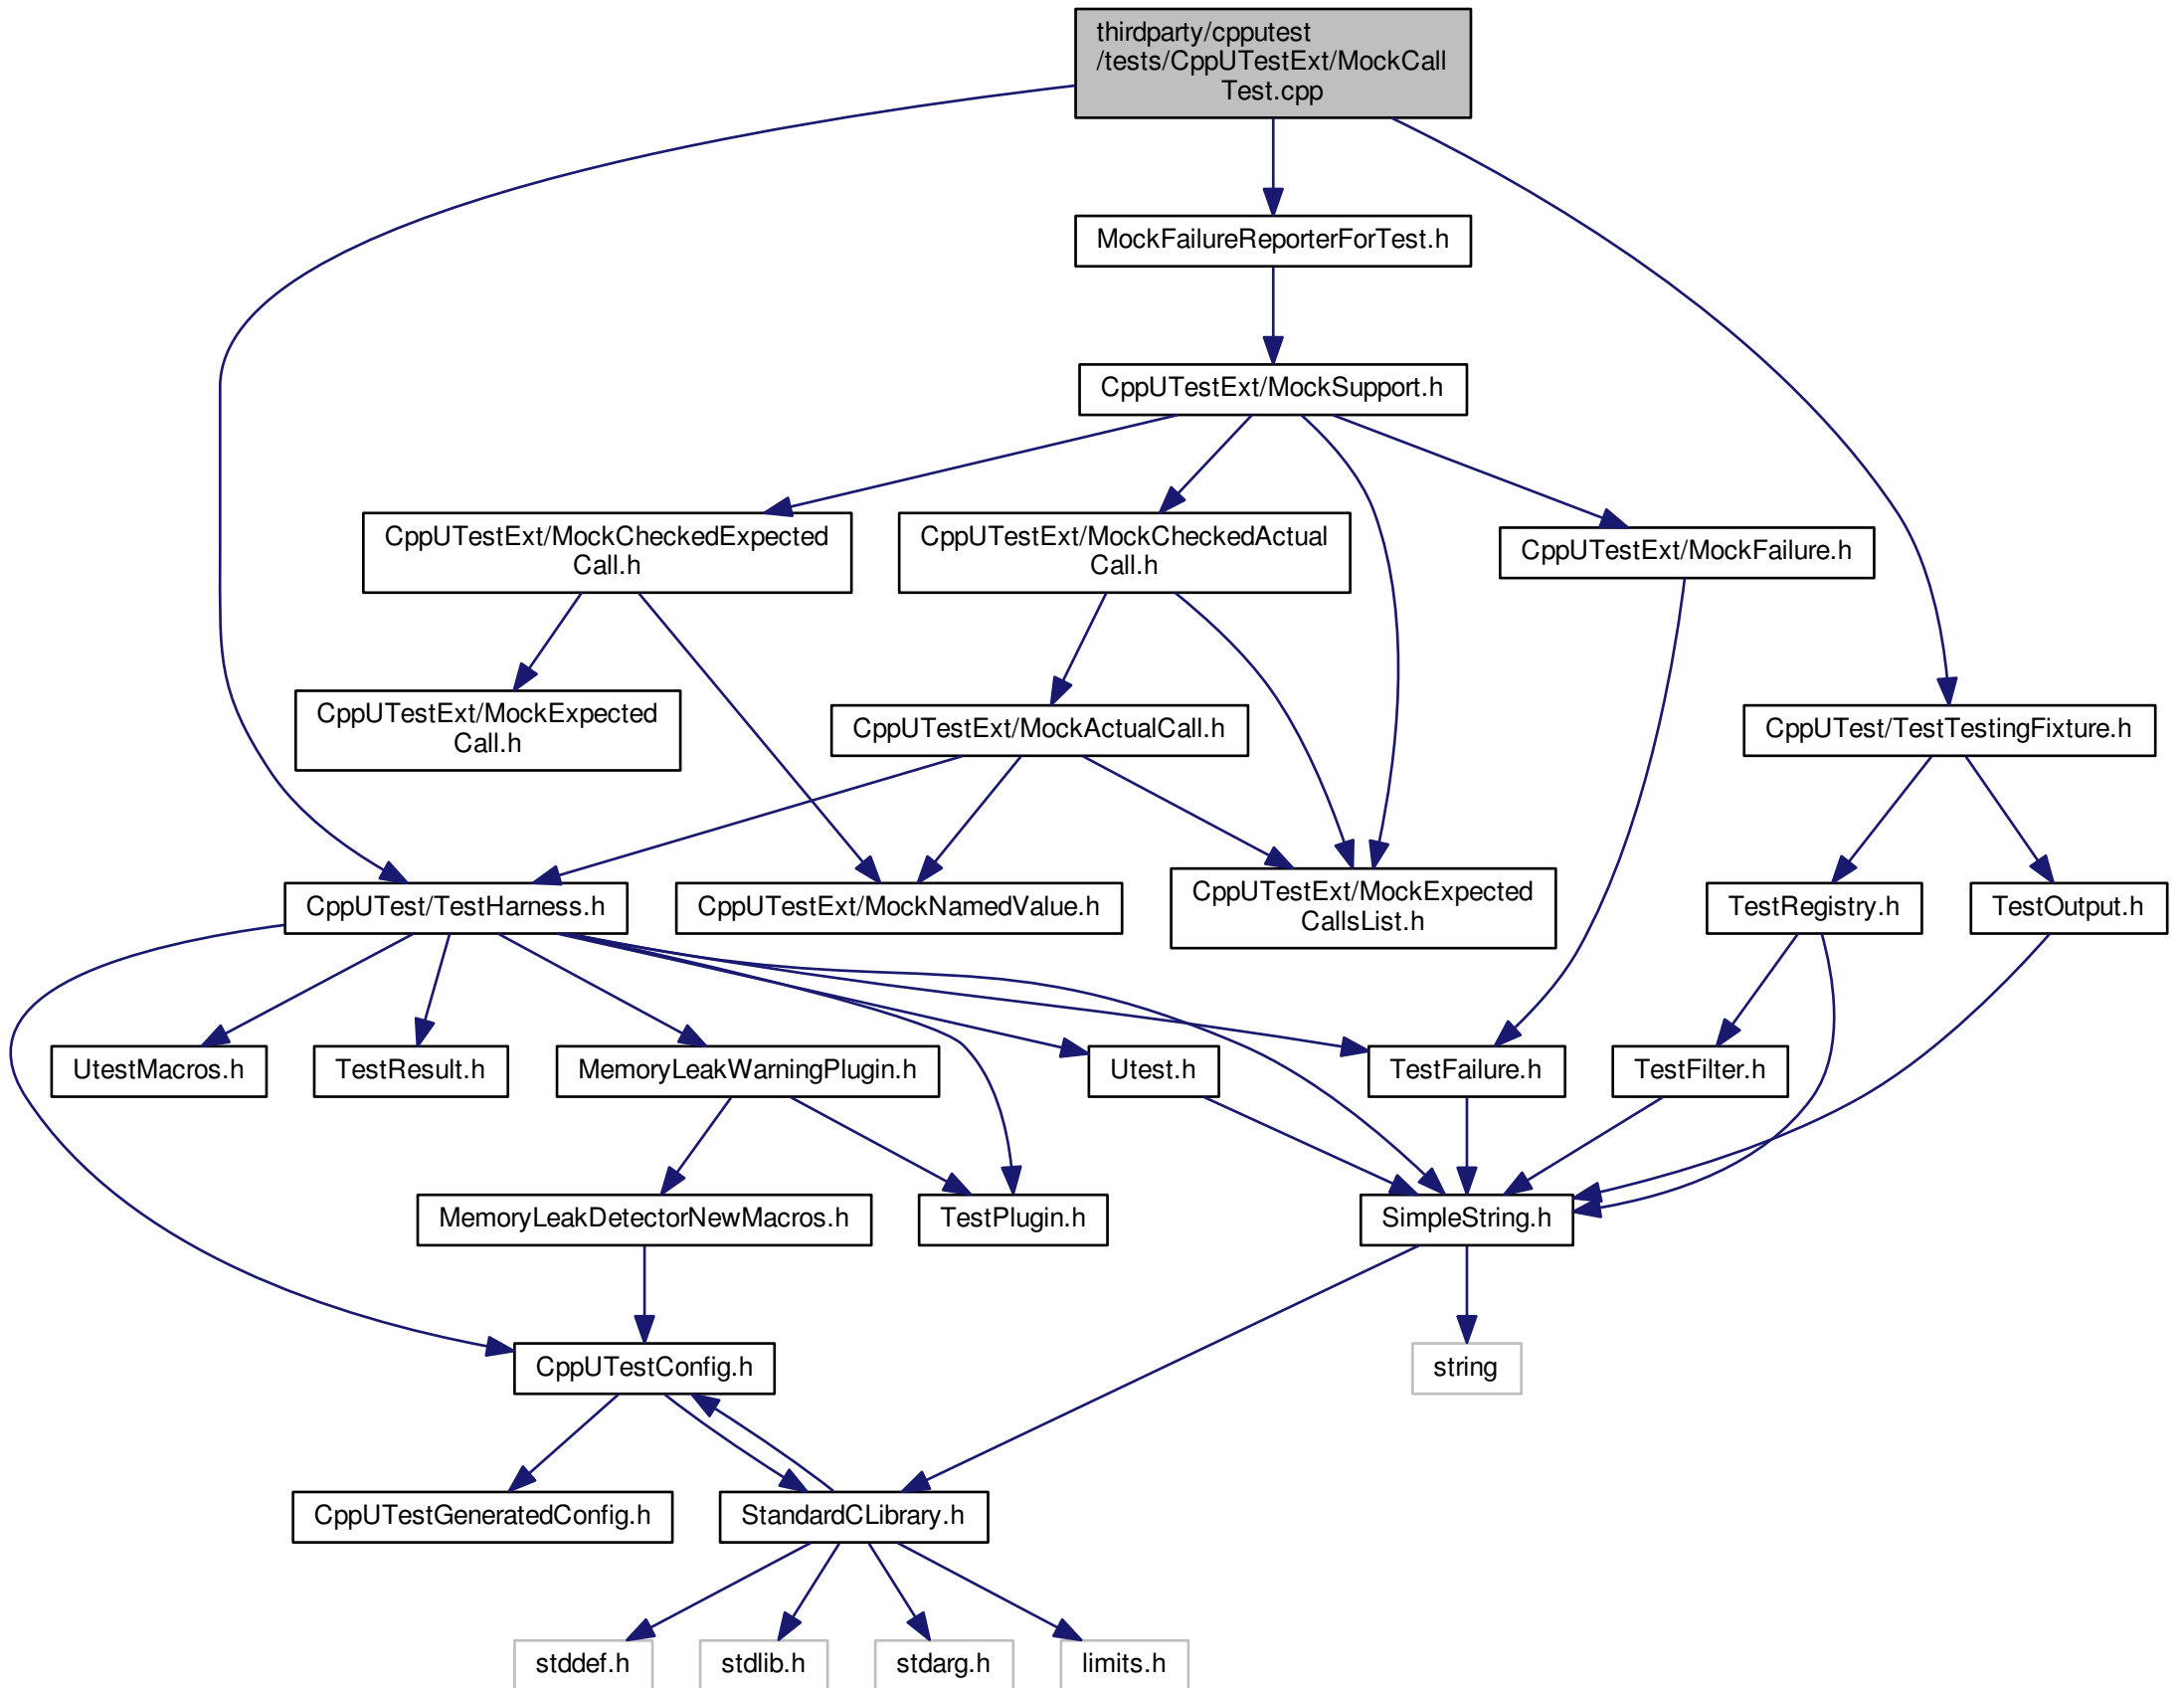 thirdparty/cpputest
/tests/CppUTestExt/MockCall
Test.cpp
MockFailureReporterForTest.h
CppUTestExt/MockSupport.h
CppUTestExt/MockCheckedExpected
Call.h
CppUTestExt/MockCheckedActual
Call.h
CppUTestExt/MockFailure.h
CppUTestExt/MockExpected
Call.h
CppUTestExt/MockActualCall.h
CppUTest/TestTestingFixture.h
CppUTest/TestHarness.h
CppUTestExt/MockNamedValue.h
CppUTestExt/MockExpected
CallsList.h
TestRegistry.h
TestOutput.h
UtestMacros.h
TestResult.h
MemoryLeakWarningPlugin.h
Utest.h
TestFailure.h
TestFilter.h
MemoryLeakDetectorNewMacros.h
TestPlugin.h
SimpleString.h
CppUTestConfig.h
string
CppUTestGeneratedConfig.h
StandardCLibrary.h
stddef.h
stdlib.h
stdarg.h
limits.h